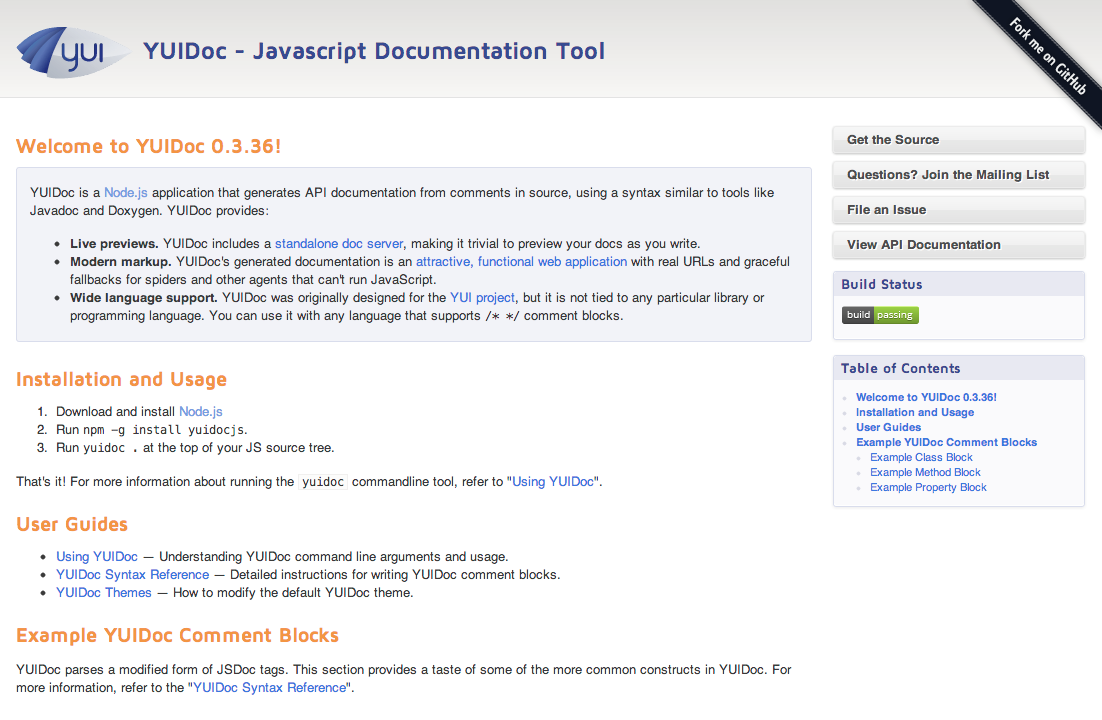 yui
YUIDoc - Javascript Documentation Tool
Fork me on GitHub
Welcome to YUIDoc 0.3.36!
YUIDoc is a Node.js application that generates API documentation from comments in source, using a syntax similar to tools like
Javadoc and Doxygen. YUIDoc provides:
• Live previews. YUIDoc includes a standalone doc server, making it trivial to preview your docs as you write.
• Modern markup. YUIDoc's generated documentation is an attractive, functional web application with real URLs and graceful
fallbacks for spiders and other agents that can't run JavaScript.
• Wide language support. YUIDoc was originally designed for the YUI project, but it is not tied to any particular library or
programming language. You can use it with any language that supports /* */ comment blocks.
Installation and Usage
1. Download and install Node.js
2. Run npm -g install yuidocjs.
3. Run yuidoc . at the top of your JS source tree.
That's it! For more information about running the yuidoc commandline tool, refer to "Using YUIDoc".
User Guides
• Using YUIDoc — Understanding YUIDoc command line arguments and usage.
• YUIDoc Syntax Reference — Detailed instructions for writing YUIDoc comment blocks.
• YUIDoc Themes — How to modify the default YUIDoc theme.
Example YUIDoc Comment Blocks
YUIDoc parses a modified form of JSDoc tags. This section provides a taste of some of the more common constructs in YUIDoc. For
more information, refer to the "YUIDoc Syntax Reference".
Get the Source
Questions? Join the Mailing List
File an Issue
View API Documentation
Build Status
build passing
Table of Contents
• Welcome to YUIDoc 0.3.36!
• Installation and Usage
• User Guides
• Example YUIDoc Comment Blocks
• Example Class Block
• Example Method Block
• Example Property Block